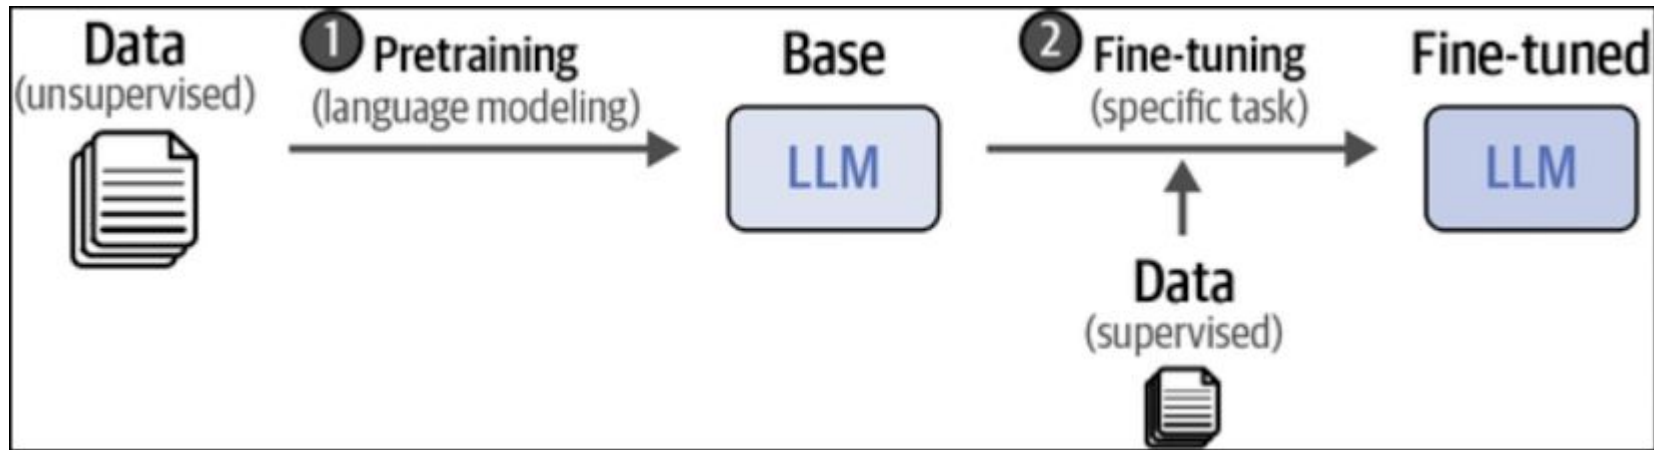 Data
(unsupervised)
1 Pretraining
(language modeling)
Base
LLM
2 Fine-tuning
(specific task)
Data
(supervised)
Fine-tuned
LLM